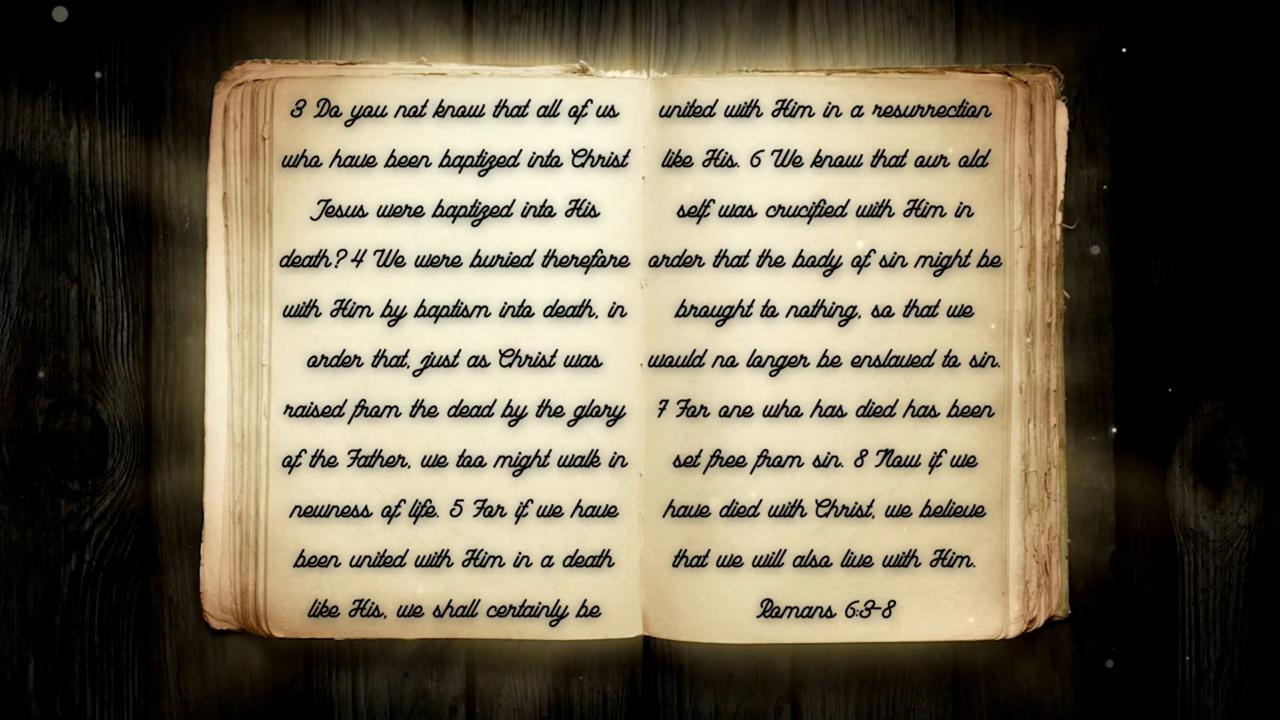 3 Do you not know that all of us
who have been baptized into Christ
Jesus were baptized into His
death? 4 We were buried therefore
with Him by baptism into death, in
order that, just as Christ was
raised from the dead by the glory
of the Father, we too might walk in
newness of life. 5 For if we have
been united with Him in a death
like His, we shall certainly be
united with Him in a resurrection
like His. 6 We know that our old
self was crucified with Him in
order that the body of sin might be
brought to nothing, so that we
would no longer be enslaved to sin.
7 For one who has died has been
set free from sin. 8 Now if we
have died with Christ, we believe
that we will also live with Him.
Romans 6:3-8